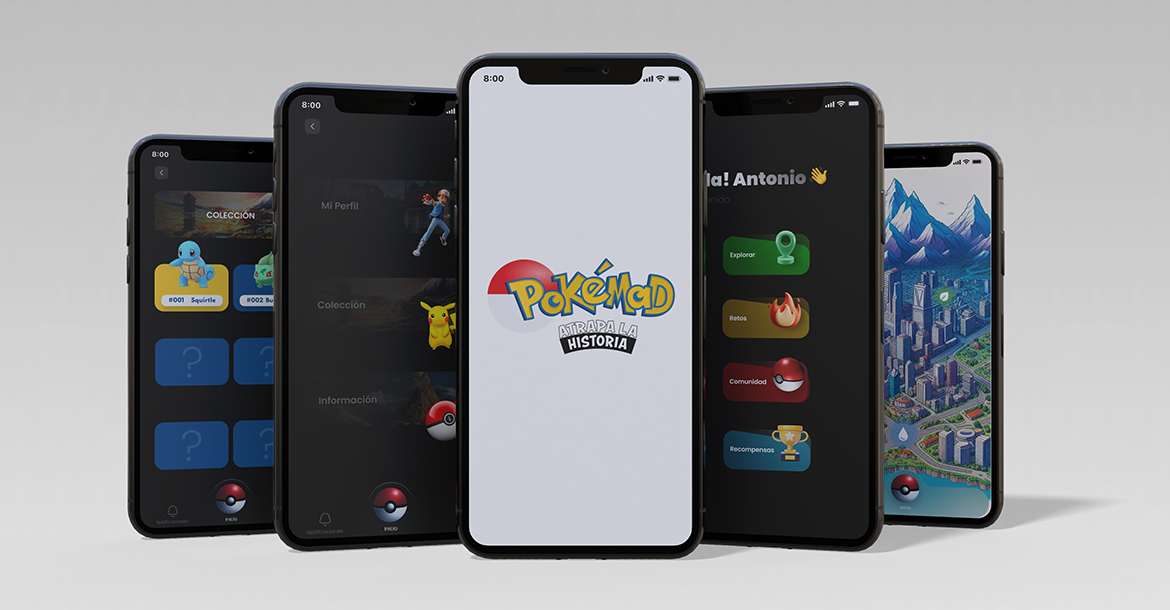 8:00
COLECCIÓN
#001 Squirtle
#002 Bu
?
?
?
?
Notificaciones
Inicio
8:00
Mi Perfil
Colección
Información
Notificaciones
Inicio
8:00
POKéMAD
ATRAPA LA
HISTORIA
la! Antonio 👋
enido
Explorar
Retos
Comunidad
Recompensas
Inicio